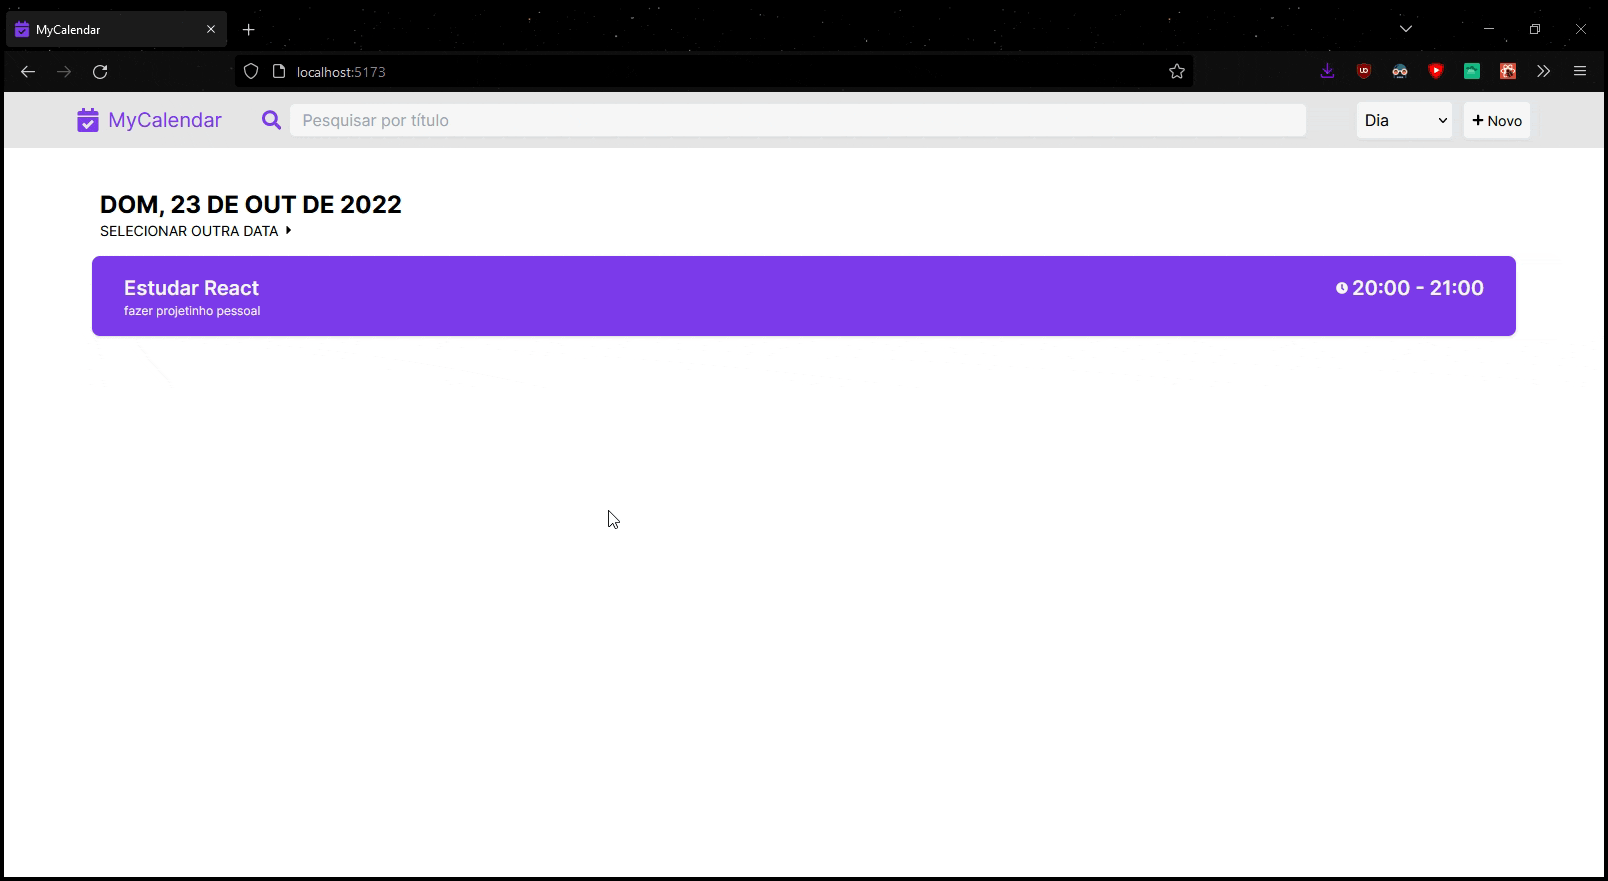 MyCalendar
localhost:5173
MyCalendar
Pesquisar por título
Dia
+ Novo
DOM, 23 DE OUT DE 2022
SELECIONAR OUTRA DATA
Estudar React
20:00 - 21:00
fazer projetinho pessoal